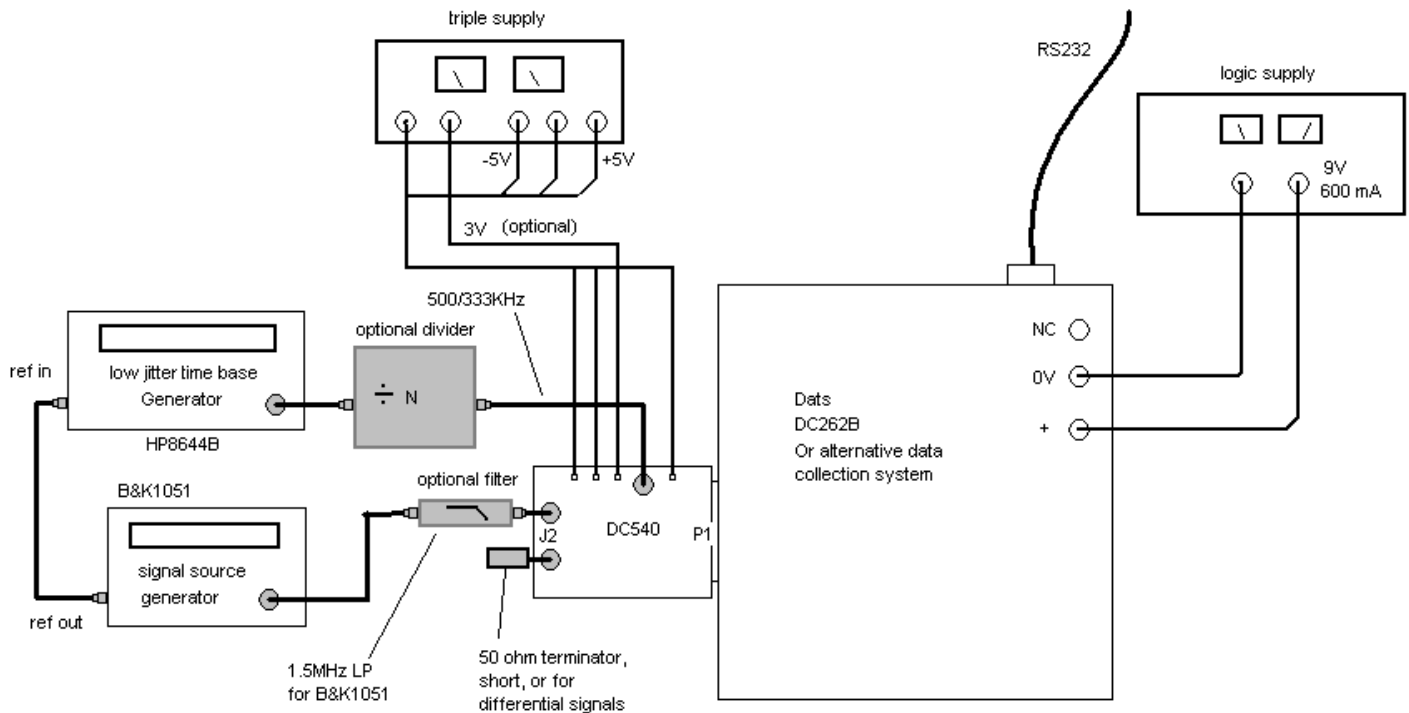 triple supply
RS232
logic supply
-5V
+5V
9V
600 mA
3V (optional)
500/333KHz
optional divider
NC
ref in
low jitter time base
Generator
÷ N
0V
Dats
DC262B
Or alternative data
collection system
+
HP8644B
optional filter
B&K1051
J2
DC540
P1
signal source
generator
ref out
1.5MHz LP
for B&K1051
50 ohm terminator,
short, or for
differential signals